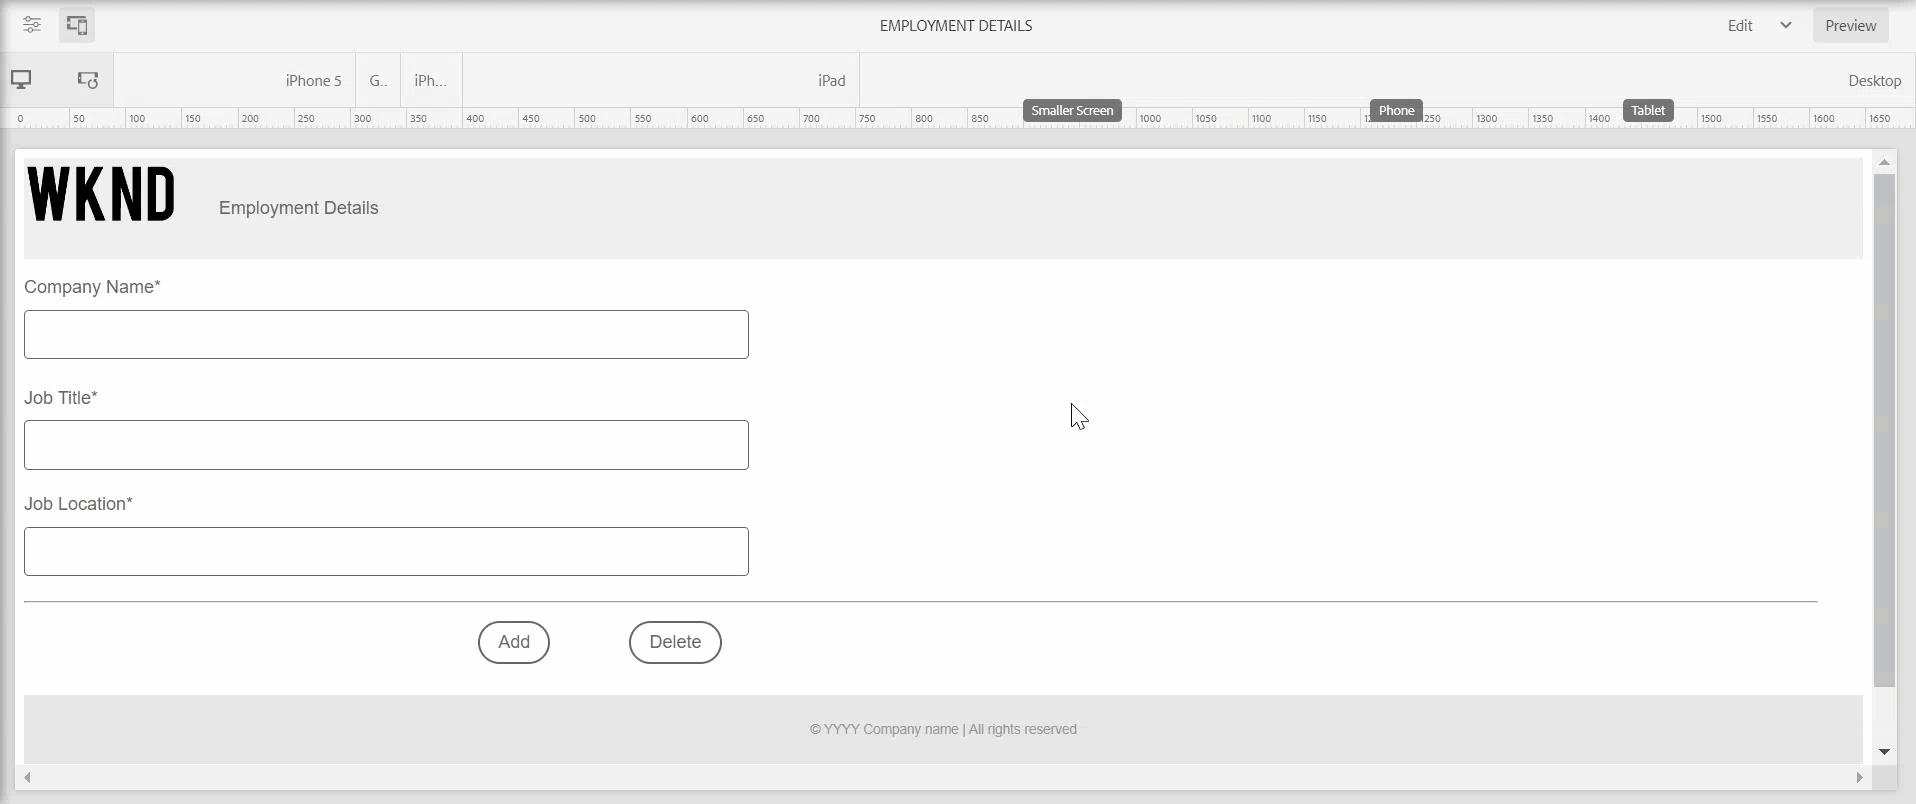 EMPLOYMENT DETAILS
Edit
Preview
iPhone 5
G..
iPh...
iPad
Desktop
Smaller Screen
Phone
Tablet
0 50 100 150 200 250 300 350 400 450 500 550 600 650 700 750 800 850 1000 1050 1100 1150 1250 1300 1350 1400 1500 1550 1600 1650
WKND
Employment Details
Company Name*
Job Title*
Job Location*
Add
Delete
© YYYY Company name | All rights reserved